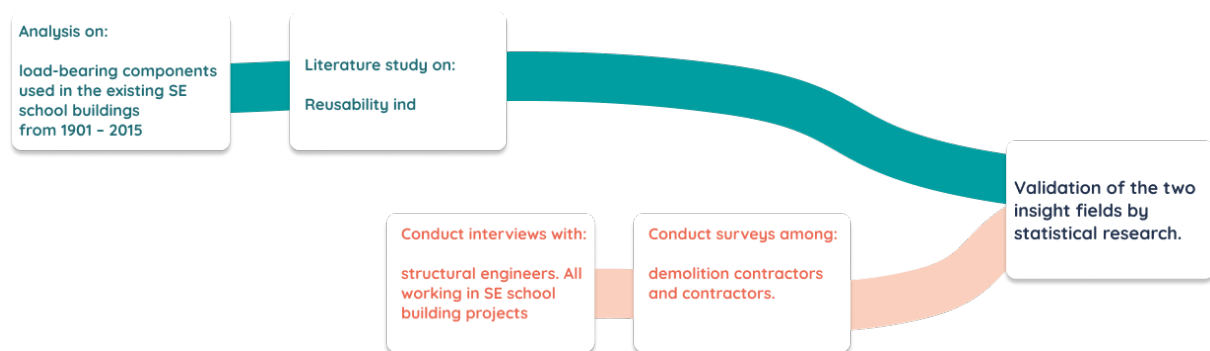 Analysis on:
load-bearing components
used in the existing SE
school buildings
from 1901 – 2015
Literature study on:
Reusability ind
Conduct interviews with:
structural engineers. All
working in SE school
building projects
Conduct surveys among:
demolition contractors
and contractors.
Validation of the two
insight fields by
statistical research.